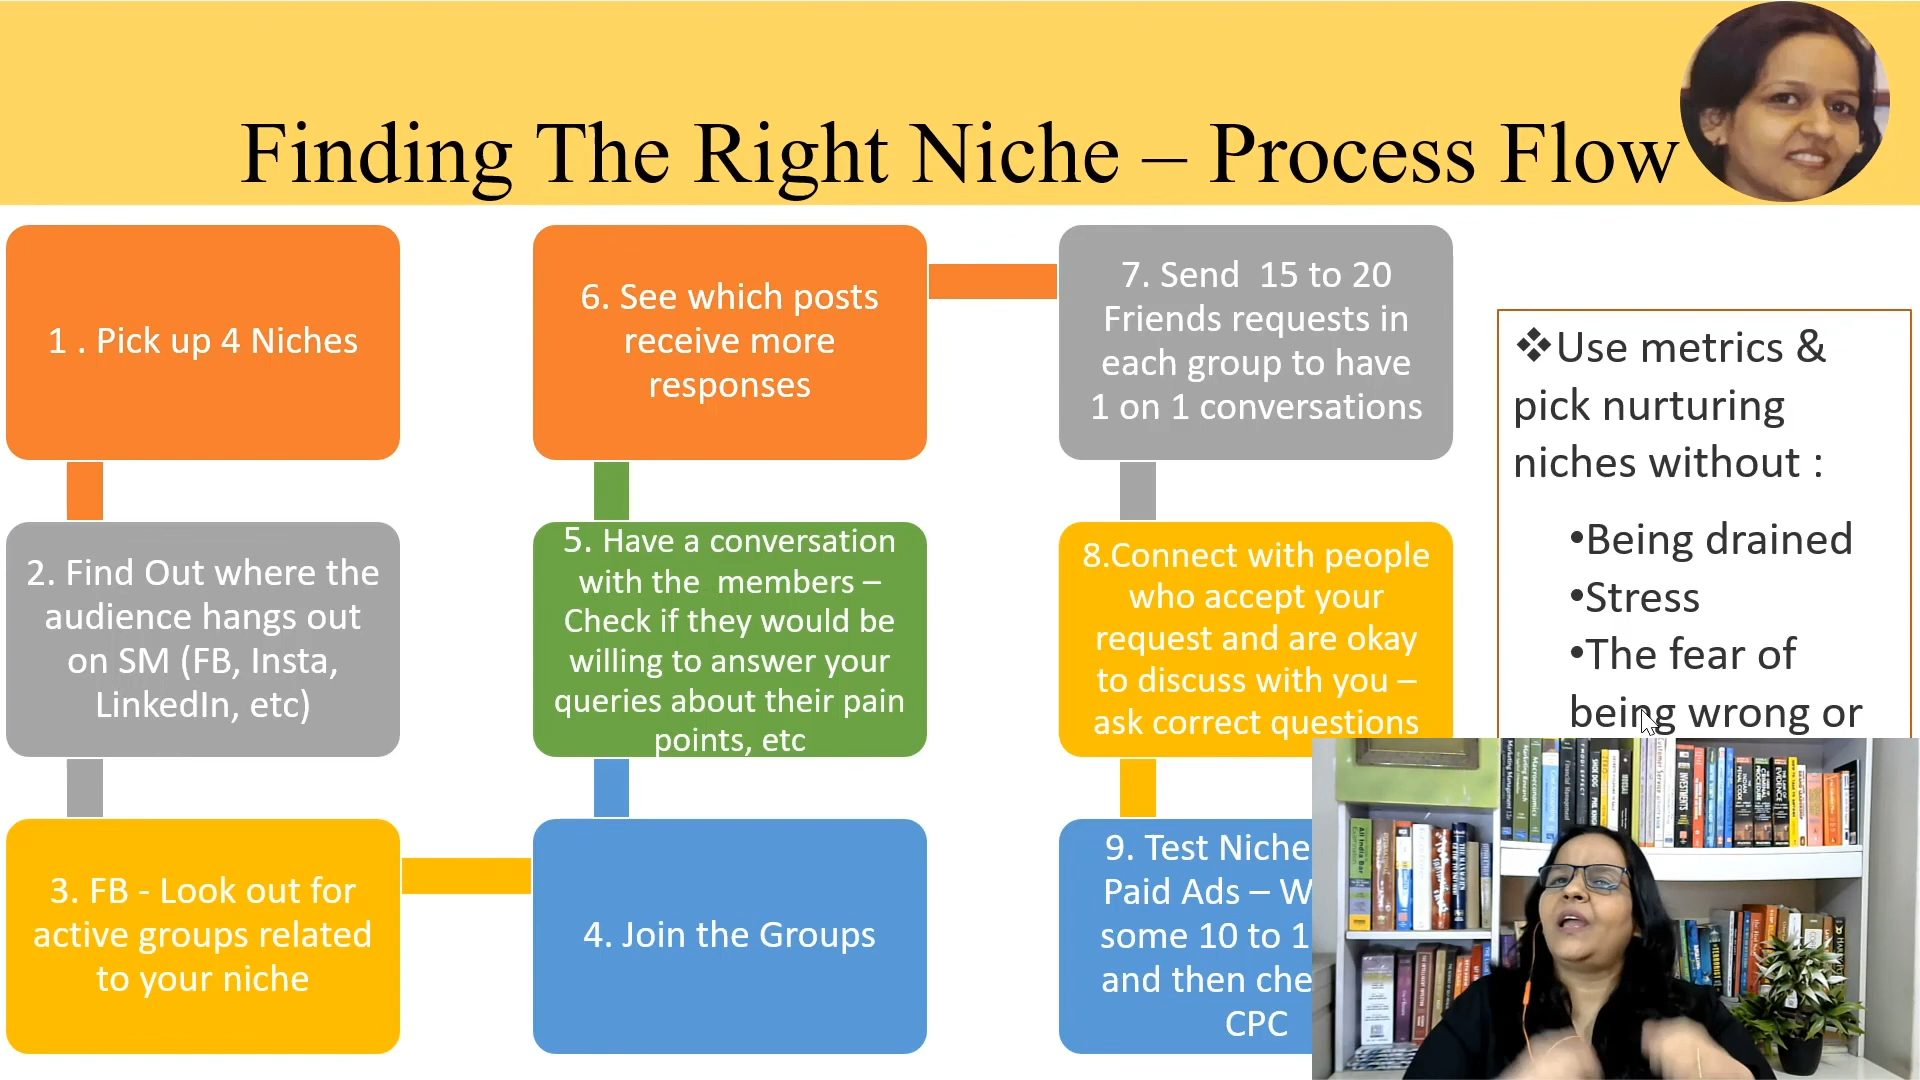 Finding The Right Niche – Process Flow
1 . Pick up 4 Niches
2. Find Out where the
audience hangs out
on SM (FB, Insta,
LinkedIn, etc)
3. FB - Look out for
active groups related
to your niche
4. Join the Groups
5. Have a conversation
with the members –
Check if they would be
willing to answer your
queries about their pain
points, etc
6. See which posts
receive more
responses
7. Send 15 to 20
Friends requests in
each group to have
1 on 1 conversations
8.Connect with people
who accept your
request and are okay
to discuss with you –
ask correct questions
9. Test Niche
Paid Ads –
some 10 to
and then
CPC
❖Use metrics &
pick nurturing
niches without :
•Being drained
•Stress
•The fear of
being wrong or